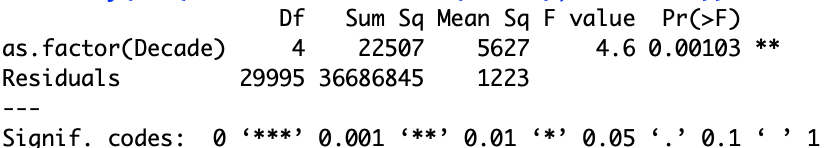 Df Sum Sq Mean Sq F value Pr(>F)
as.factor(Decade) 4 22507 5627 4.6 0.00103 **
Residuals 29995 36686845 1223
---
Signif. codes: 0 ‘***’ 0.001 ‘**’ 0.01 ‘*’ 0.05 ‘.’ 0.1 ‘ ’ 1